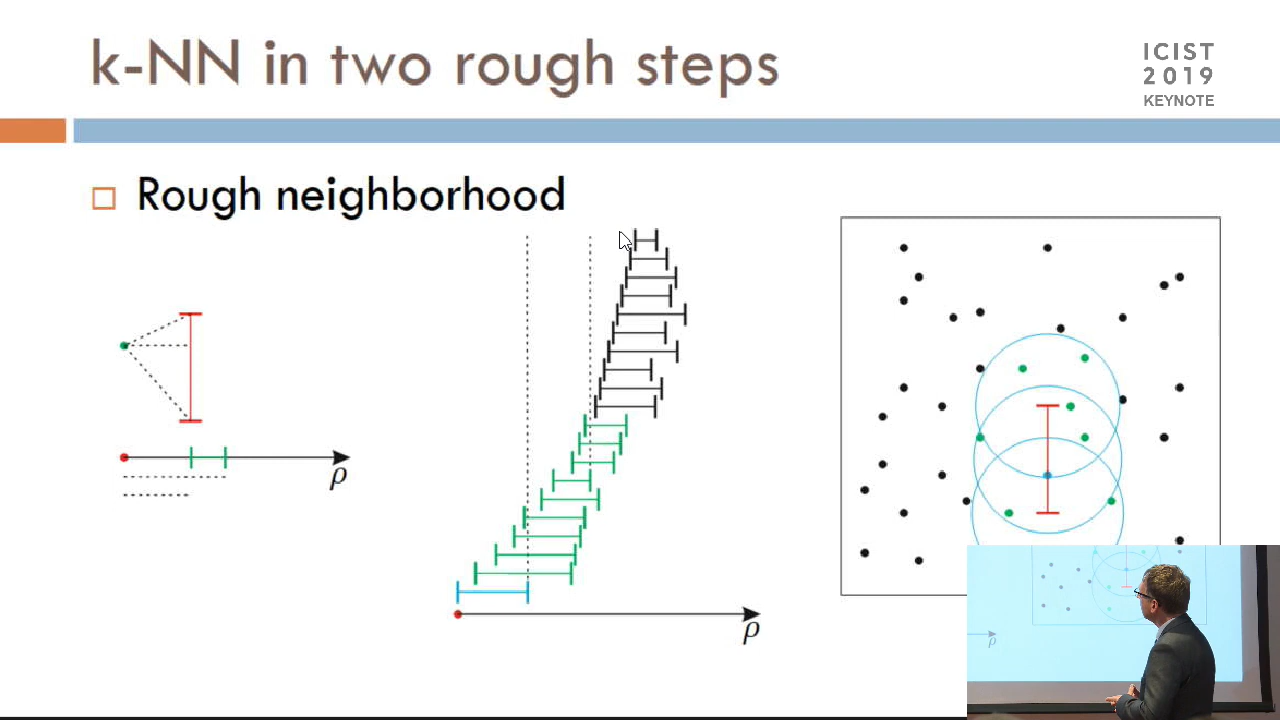 k-NN in two rough steps
ICIST
2019
KEYNOTE
Rough neighborhood
ρ
ρ
ρ